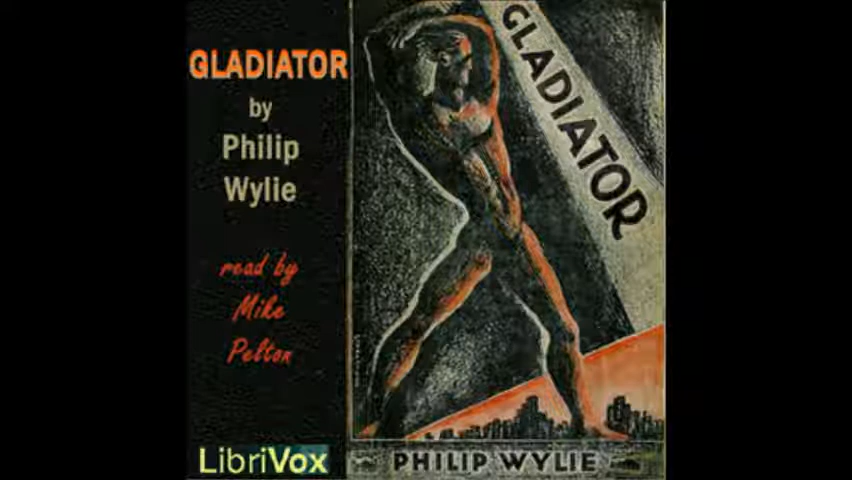 GLADIATOR
by
Philip
Wylie
read by
Mike
Pelton
LibriVox
GLADIATOR
PHILIP WYLIE